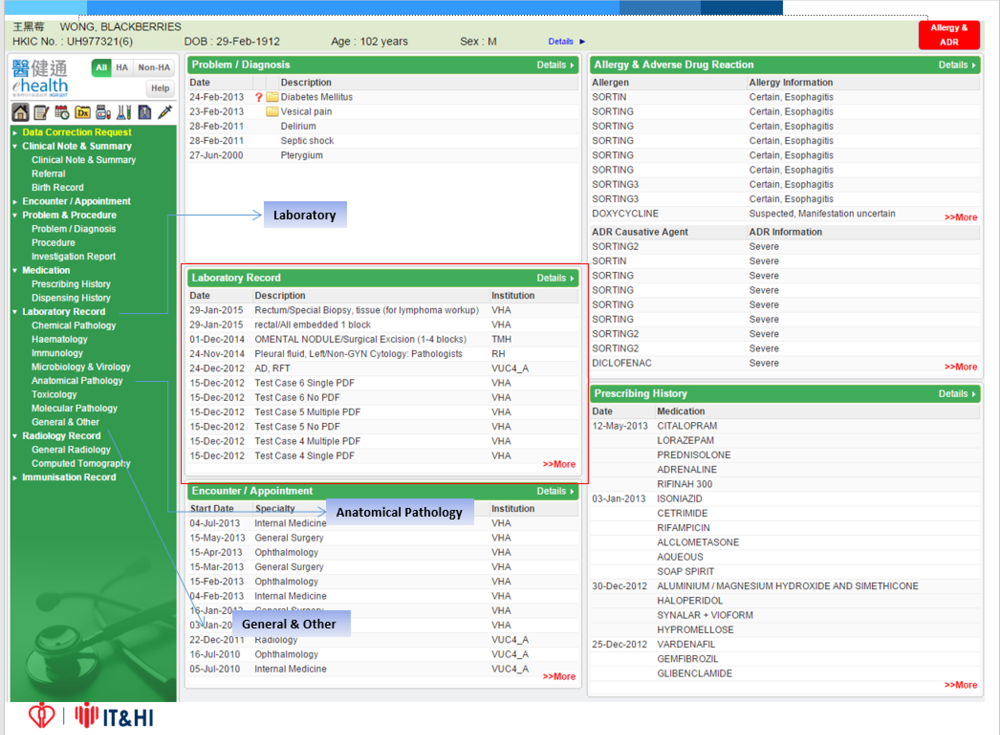 王黑莓 WONG, BLACKBERRIES
HKIC No. : UH977321(6) DOB : 29-Feb-1912 Age : 102 years Sex : M Details
Allergy &
ADR
醫健通
ehealth
All HA Non-HA
Help
Data Correction Request
Clinical Note & Summary
Clinical Note & Summary
Referral
Birth Record
Encounter / Appointment
Problem & Procedure
Problem / Diagnosis
Procedure
Investigation Report
Medication
Prescribing History
Dispensing History
Laboratory Record
Chemical Pathology
Haematology
Immunology
Microbiology & Virology
Anatomical Pathology
Toxicology
Molecular Pathology
General & Other
Radiology Record
General Radiology
Computed Tomography
Immunisation Record
Problem / Diagnosis Details
Date Description
24-Feb-2013 ? Diabetes Mellitus
23-Feb-2013 Vesical pain
28-Feb-2011 Delirium
28-Feb-2011 Septic shock
27-Jun-2000 Pterygium
Laboratory
Laboratory Record Details
Date Description Institution
29-Jan-2015 Rectum/Special Biopsy, tissue (for lymphoma workup) VHA
29-Jan-2015 rectal/All embedded 1 block VHA
01-Dec-2014 OMENTAL NODULE/Surgical Excision (1-4 blocks) TMH
24-Nov-2014 Pleural fluid, Left/Non-GYN Cytology: Pathologists RH
24-Dec-2012 AD, RFT VUC4_A
15-Dec-2012 Test Case 6 Single PDF VHA
15-Dec-2012 Test Case 6 No PDF VHA
15-Dec-2012 Test Case 5 Multiple PDF VHA
15-Dec-2012 Test Case 5 No PDF VHA
15-Dec-2012 Test Case 4 Multiple PDF VHA
15-Dec-2012 Test Case 4 Single PDF VHA
>>More
Encounter / Appointment Details
Start Date Specialty Institution
Anatomical Pathology
04-Jul-2013 Internal Medicine VHA
15-May-2013 General Surgery VHA
15-Apr-2013 Ophthalmology VHA
15-Mar-2013 General Surgery VHA
15-Feb-2013 Ophthalmology VHA
04-Feb-2013 Internal Medicine VHA
16-Jan-2013 General Surgery VHA
03-Jan-20 VHA
General & Other
22-Dec-2011 Radiology VUC4_A
16-Jul-2010 Ophthalmology VUC4_A
05-Jul-2010 Internal Medicine VUC4_A
>>More
Allergy & Adverse Drug Reaction Details
Allergen Allergy Information
SORTIN Certain, Esophagitis
SORTING Certain, Esophagitis
SORTING Certain, Esophagitis
SORTING Certain, Esophagitis
SORTING Certain, Esophagitis
SORTING Certain, Esophagitis
SORTING3 Certain, Esophagitis
SORTING3 Certain, Esophagitis
DOXYCYCLINE Suspected, Manifestation uncertain
>>More
ADR Causative Agent ADR Information
SORTING2 Severe
SORTIN Severe
SORTING Severe
SORTING Severe
SORTING Severe
SORTING Severe
SORTING2 Severe
SORTING2 Severe
DICLOFENAC Severe
>>More
Prescribing History Details
Date Medication
12-May-2013 CITALOPRAM
LORAZEPAM
PREDNISOLONE
ADRENALINE
RIFINAH 300
03-Jan-2013 ISONIAZID
CETRIMIDE
RIFAMPICIN
ALCLOMETASONE
AQUEOUS
SOAP SPIRIT
30-Dec-2012 ALUMINIUM / MAGNESIUM HYDROXIDE AND SIMETHICONE
HALOPERIDOL
SYNALAR + VIOFORM
HYPROMELLOSE
25-Dec-2012 VARDENAFIL
GEMFIBROZIL
GLIBENCLAMIDE
>>More
IT&HI